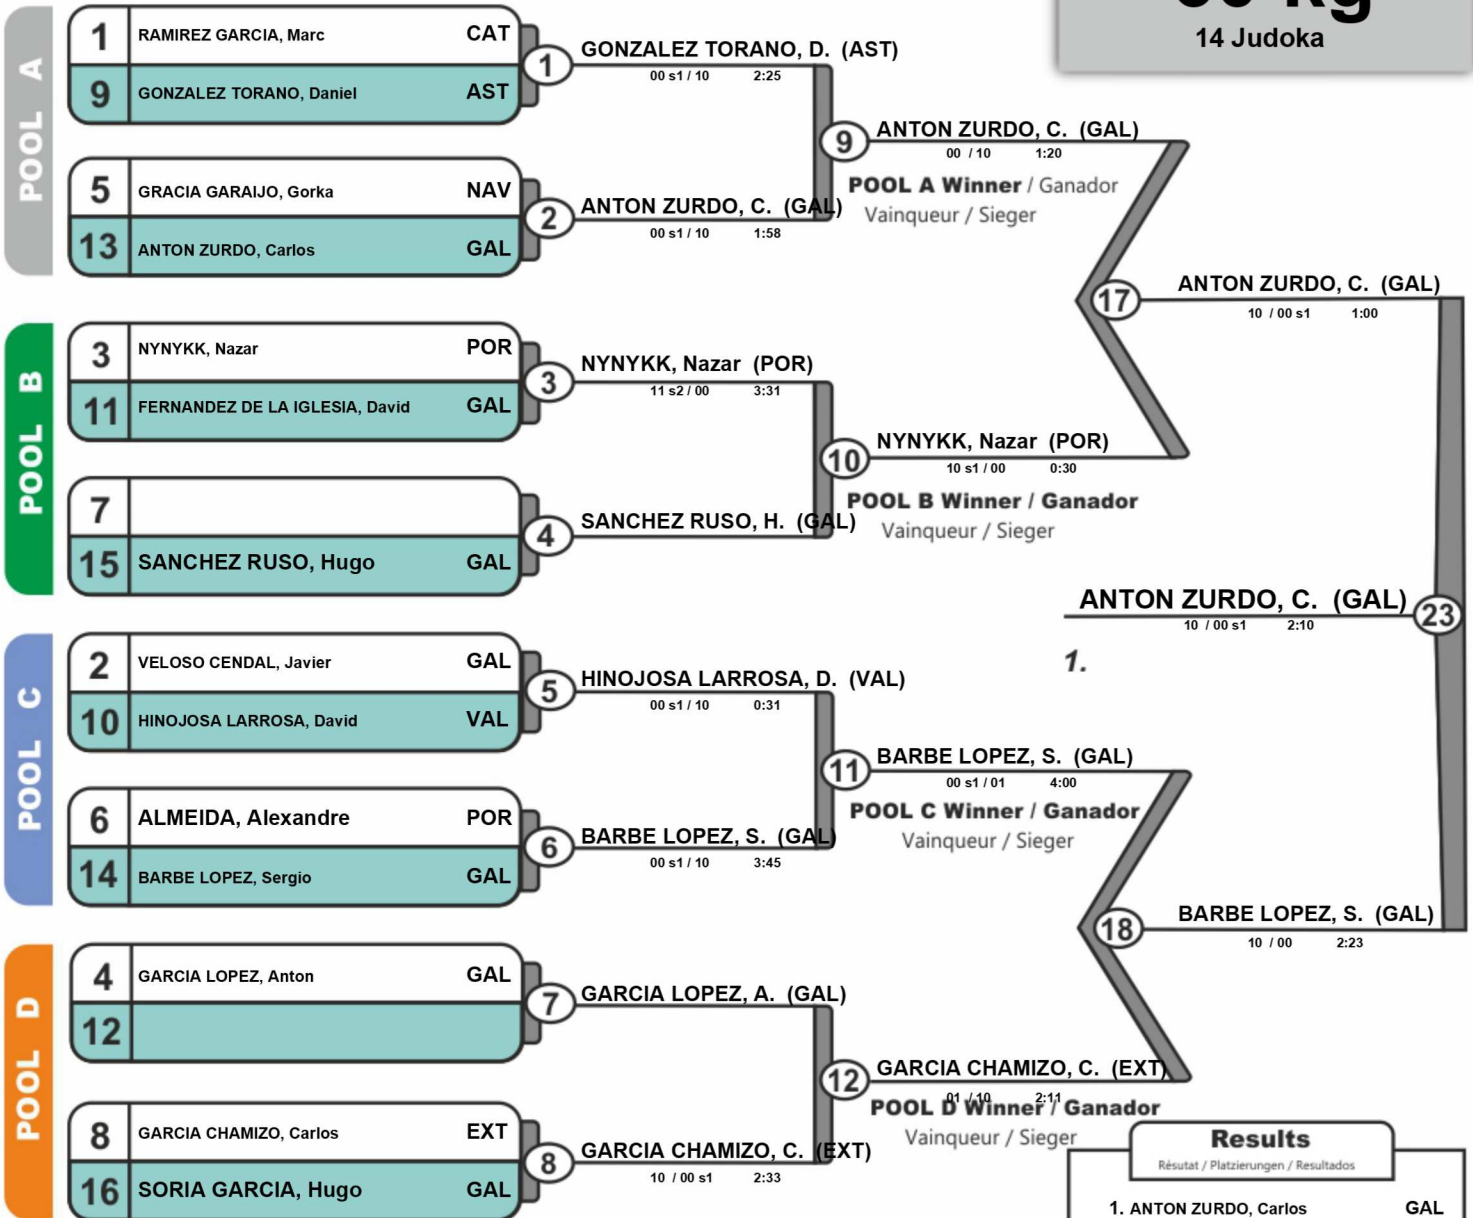 14 Judoka
POOL A
1 RAMIREZ GARCIA, Marc CAT
9 GONZALEZ TORANO, Daniel AST
1
GONZALEZ TORANO, D. (AST)
00 s1 / 10 2:25
5 GRACIA GARAIJO, Gorka NAV
13 ANTON ZURDO, Carlos GAL
2
ANTON ZURDO, C. (GAL)
00 s1 / 10 1:58
9
ANTON ZURDO, C. (GAL)
00 / 10 1:20
POOL A Winner / Ganador
Vainqueur / Sieger
POOL B
3 NYNYKK, Nazar POR
11 FERNANDEZ DE LA IGLESIA, David GAL
3
NYNYKK, Nazar (POR)
11 s2 / 00 3:31
7
15 SANCHEZ RUSO, Hugo GAL
4
SANCHEZ RUSO, H. (GAL)
10
NYNYKK, Nazar (POR)
10 s1 / 00 0:30
POOL B Winner / Ganador
Vainqueur / Sieger
17
ANTON ZURDO, C. (GAL)
10 / 00 s1 1:00
POOL C
2 VELOSO CENDAL, Javier GAL
10 HINOJOSA LARROSA, David VAL
5
HINOJOSA LARROSA, D. (VAL)
00 s1 / 10 0:31
6 ALMEIDA, Alexandre POR
14 BARBE LOPEZ, Sergio GAL
6
BARBE LOPEZ, S. (GAL)
00 s1 / 10 3:45
11
BARBE LOPEZ, S. (GAL)
00 s1 / 01 4:00
POOL C Winner / Ganador
Vainqueur / Sieger
POOL D
4 GARCIA LOPEZ, Anton GAL
12
7
GARCIA LOPEZ, A. (GAL)
8 GARCIA CHAMIZO, Carlos EXT
16 SORIA GARCIA, Hugo GAL
8
GARCIA CHAMIZO, C. (EXT)
10 / 00 s1 2:33
12
GARCIA CHAMIZO, C. (EXT)
01 / 10 2:11
POOL D Winner / Ganador
Vainqueur / Sieger
18
BARBE LOPEZ, S. (GAL)
10 / 00 2:23
ANTON ZURDO, C. (GAL)
23
10 / 00 s1 2:10
1.
Results
Résutat / Platzierungen / Resultados
1. ANTON ZURDO, Carlos GAL